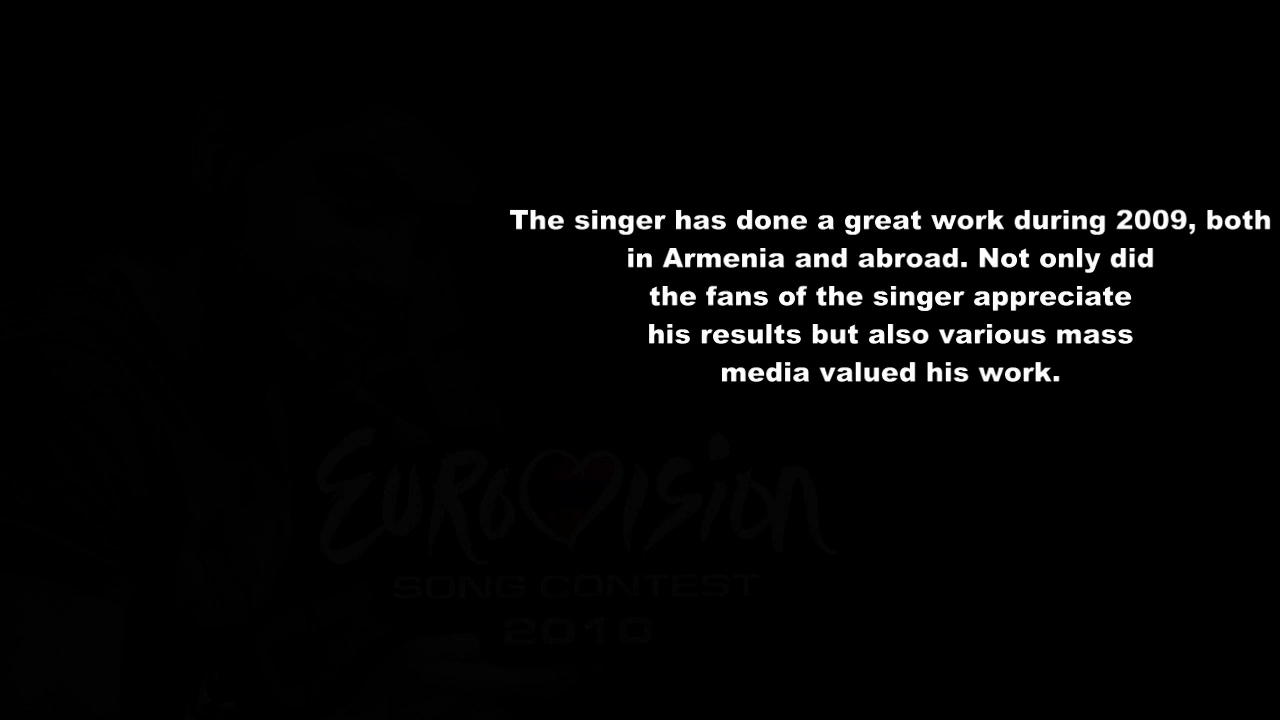 The singer has done a great work during 2009, both
in Armenia and abroad. Not only did
the fans of the singer appreciate
his results but also various mass
media valued his work.
EUROVISION
SONG CONTEST
2010